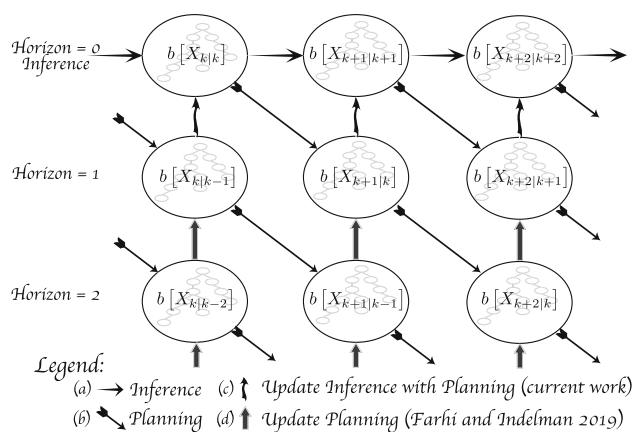 Horizon = 0
Inference
b [X_{k|k}]
b [X_{k+1|k+1}]
b [X_{k+2|k+2}]
Horizon = 1
b [X_{k|k-1}]
b [X_{k+1|k}]
b [X_{k+2|k+1}]
Horizon = 2
b [X_{k|k-2}]
b [X_{k+1|k-1}]
b [X_{k+2|k}]
Legend:
(a) Inference (c) Update Inference with Planning (current work)
(b) Planning (d) Update Planning (Farhi and Indelman 2019)